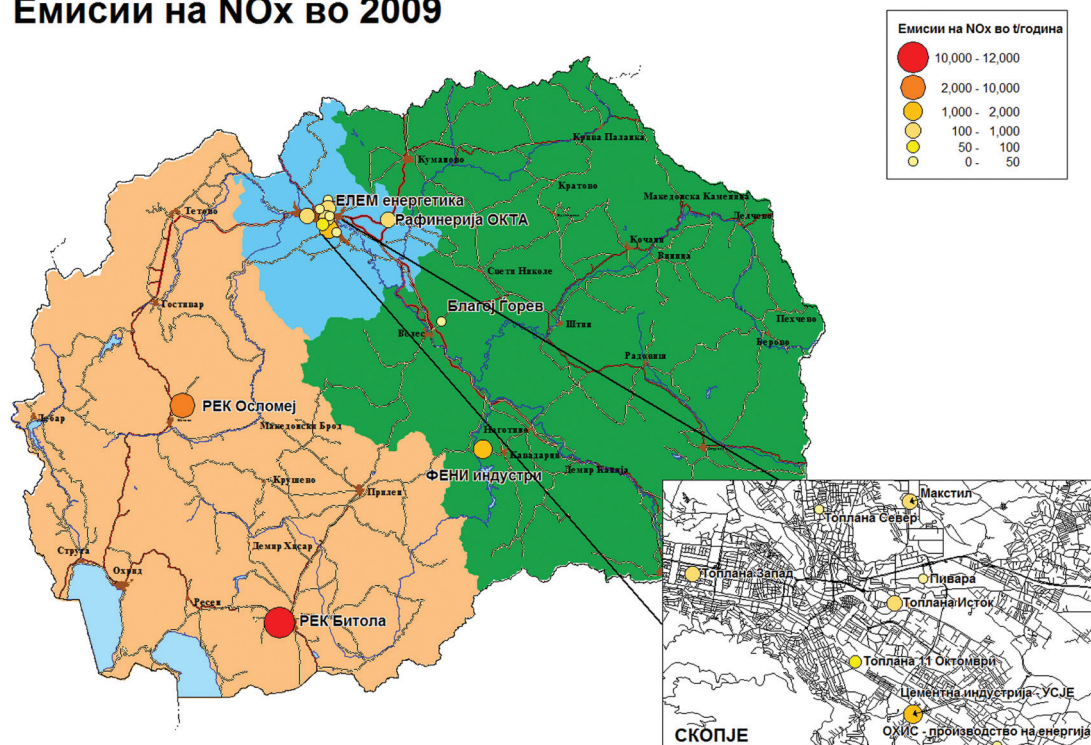 Емисии на NOx во 2009
Емисии на NOx во t/година
10,000 - 12,000
2,000 - 10,000
1,000 - 2,000
100 - 1,000
50 - 100
0 - 50
Крива Паланка
Куманово
Кратово
Македонска Каменица
Делчево
ЕЛЕМ енергетика
Рафинерија ОКТА
Тетово
Кочани
Виница
Свети Николе
Гостивар
Благој Ѓорев
Штип
Пехчево
Велес
Берово
Радовиш
РЕК Осломеј
Дебар
Македонски Брод
Неготино
Кавадарци
Демир Капија
ФЕНИ индустри
Крушево
Прилеп
Демир Хисар
Струга
Охрид
Ресен
РЕК Битола
Макстил
Топлана Север
Топлана Запад
Пивара
Топлана Исток
Топлана 11 Октомври
Цементна индустрија - УСЈЕ
ОХИС - производство на енергија
СКОПЈЕ